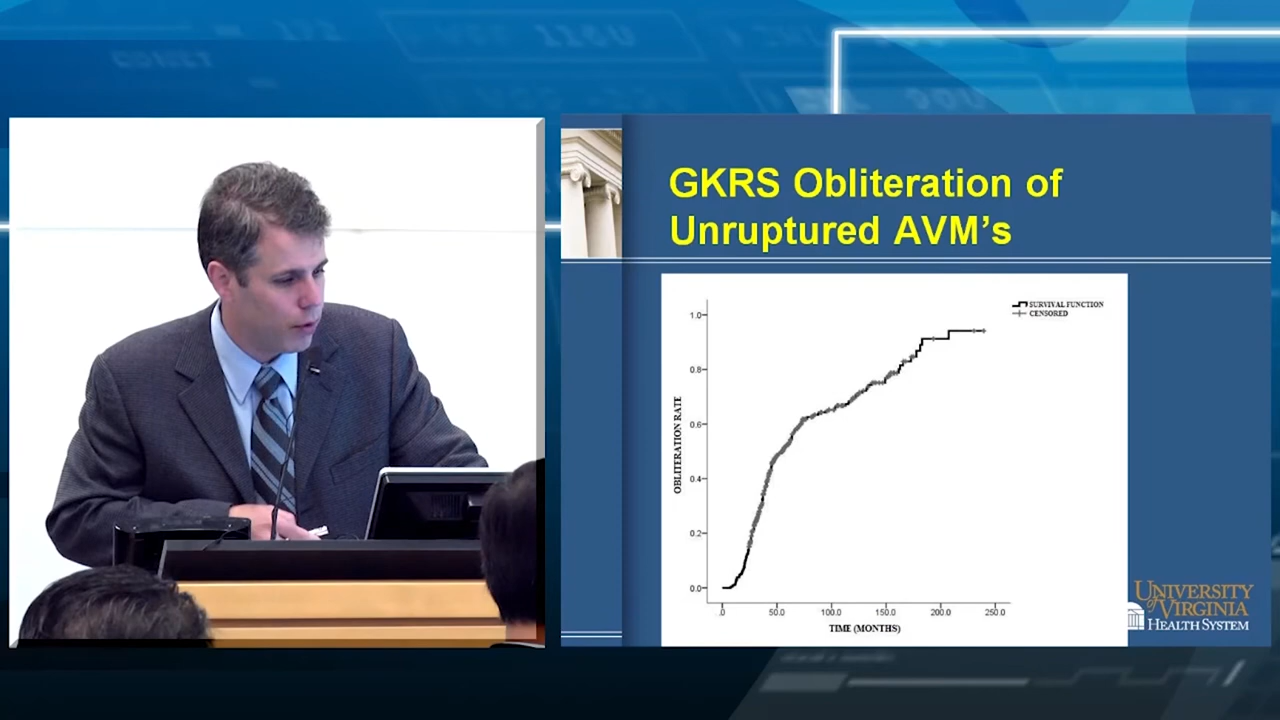 GKRS Obliteration of
Unruptured AVM’s
SURVIVAL FUNCTION
CENSORED
OBLITERATION RATE
1.0
0.8
0.6
0.4
0.2
0.0
.0 50.0 100.0 150.0 200.0 250.0
TIME (MONTHS)
UNIVERSITY
of VIRGINIA
HEALTH SYSTEM